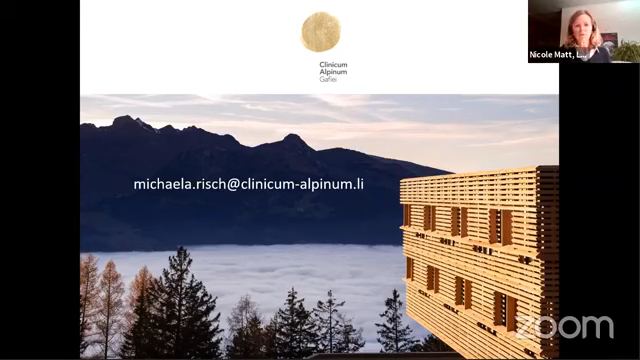 Clinicum
Alpinum
Gaflei
Nicole Matt,
michaela.risch@clinicum-alpinum.li
zoom